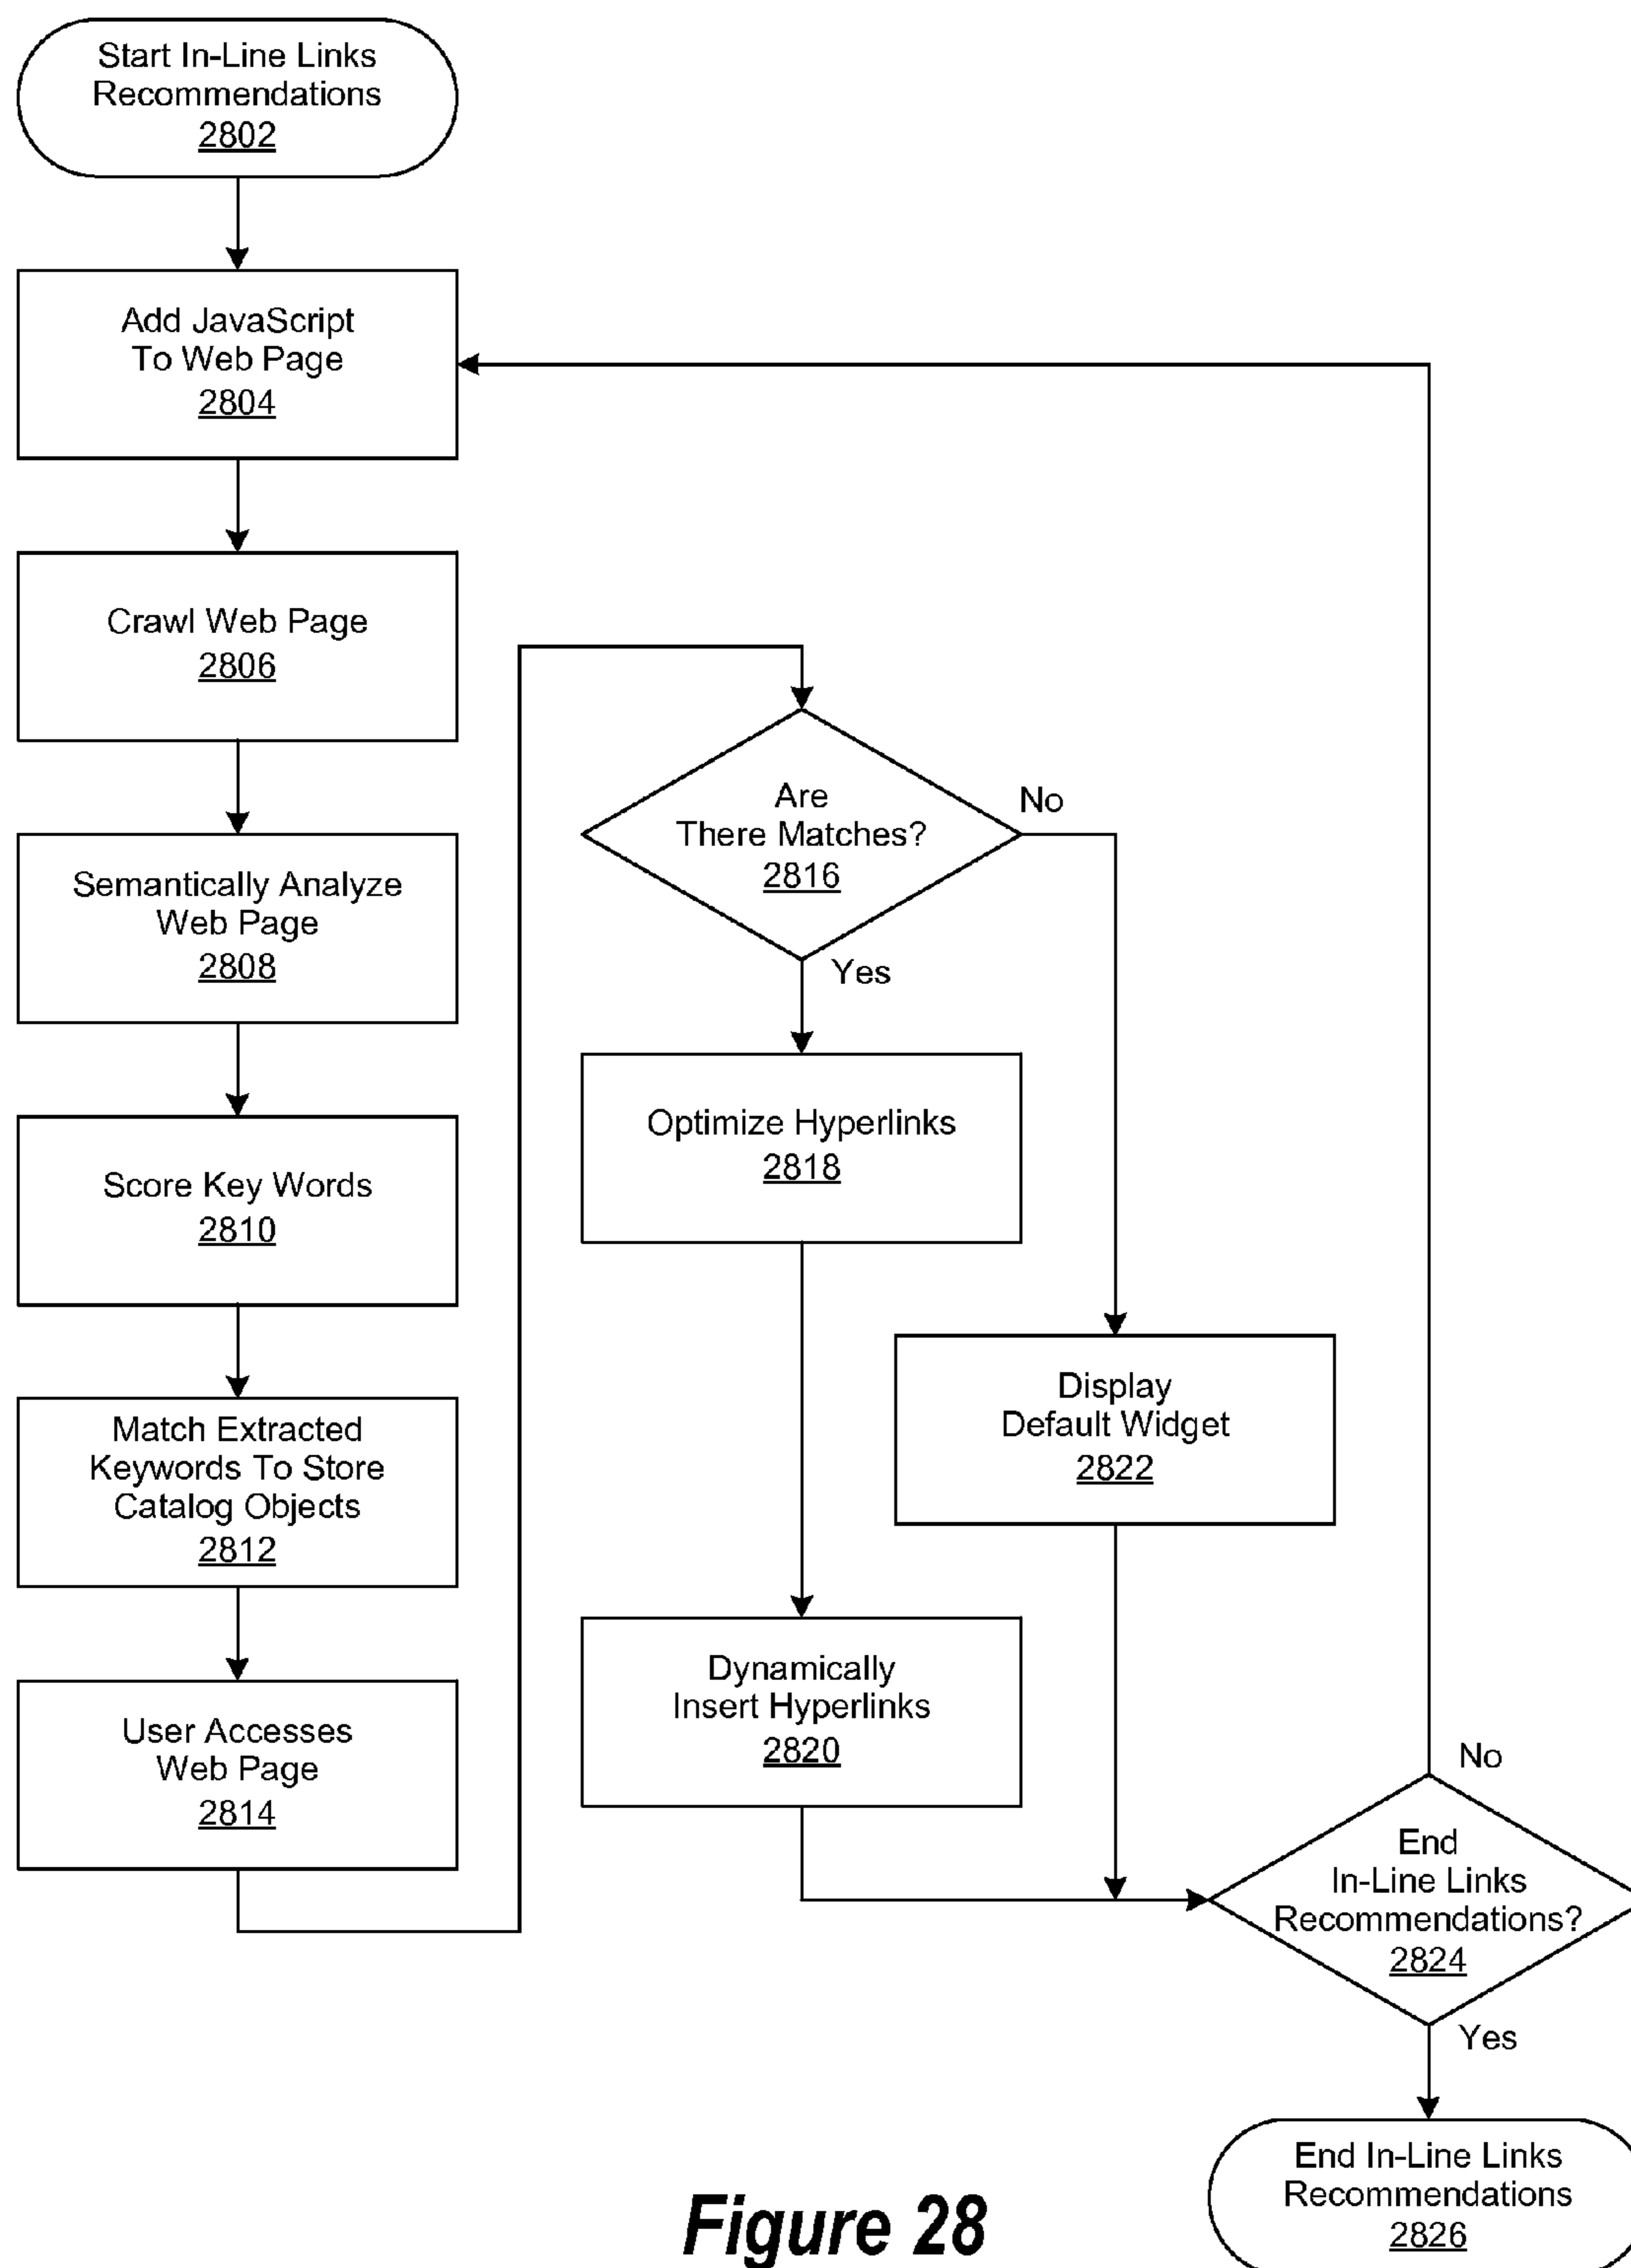 Start In-Line Links
Recommendations
2802
Add JavaScript
To Web Page
2804
Crawl Web Page
2806
Semantically Analyze
Web Page
2808
Score Key Words
2810
Match Extracted
Keywords To Store
Catalog Objects
2812
User Accesses
Web Page
2814
Are
There Matches?
2816
No
Yes
Optimize Hyperlinks
2818
Display
Default Widget
2822
Dynamically
Insert Hyperlinks
2820
No
End
In-Line Links
Recommendations?
2824
Yes
End In-Line Links
Recommendations
2826
Figure 28